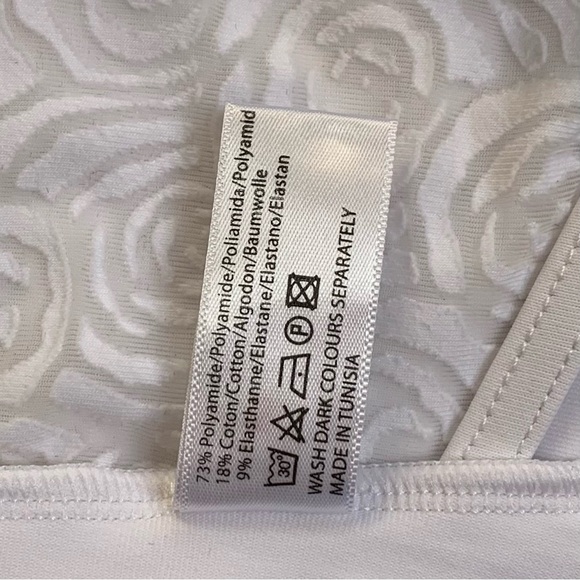 73% Polyamide/Polyamide/Poliamida/Polyamid
18% Coton/Cotton/Algodon/Baumwolle
9% Elasthanne/Elastane/Elastano/Elastan
30° P
WASH DARK COLOURS SEPARATELY
MADE IN TUNISIA